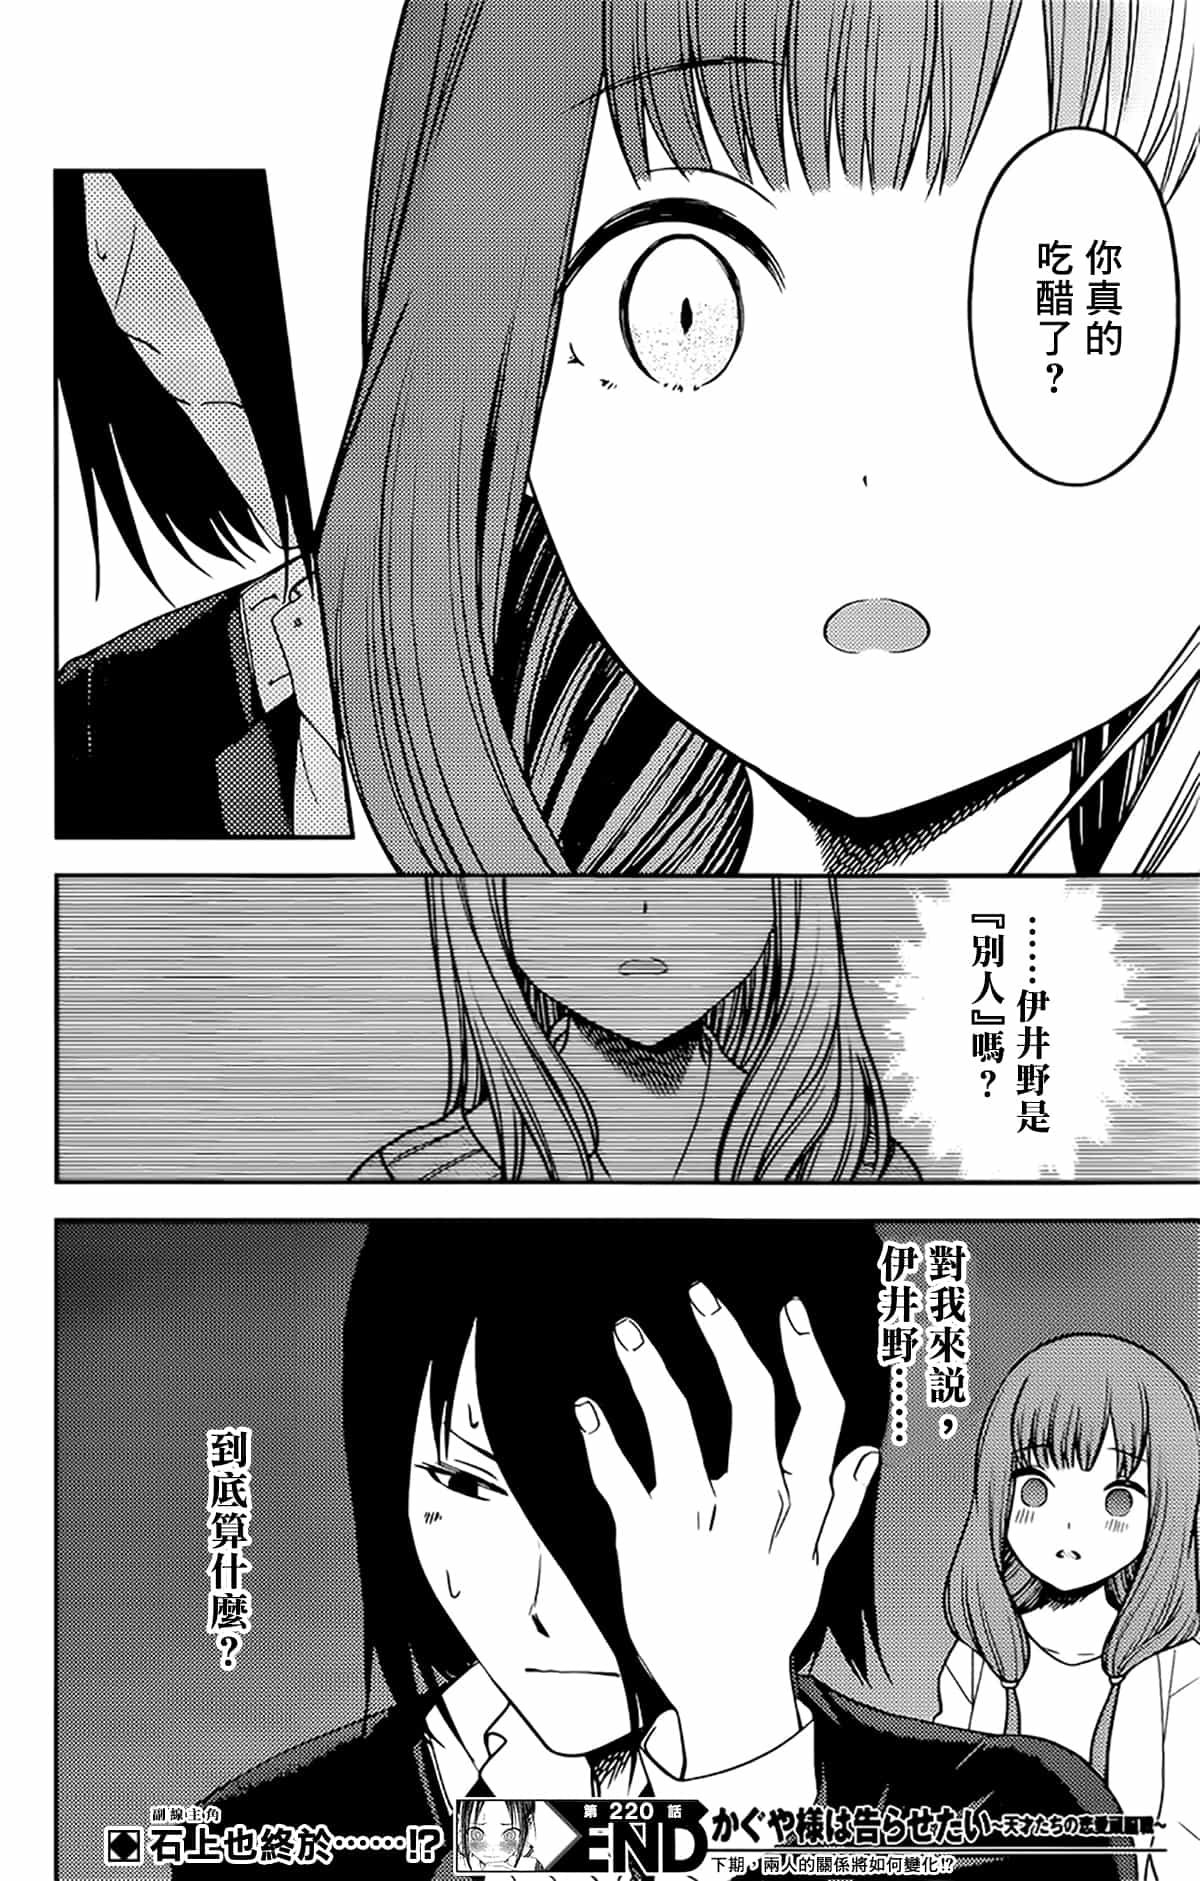 你真的
吃醋了?
……伊井野是
『別人』嗎?
對我來說，
伊井野……
到底算什麼?
副線主角
◆石上也終於……!?
第 220 話
END
かぐや様は告らせたい～天才たちの恋愛頭脳戦～
下期，兩人的關係將如何變化!?